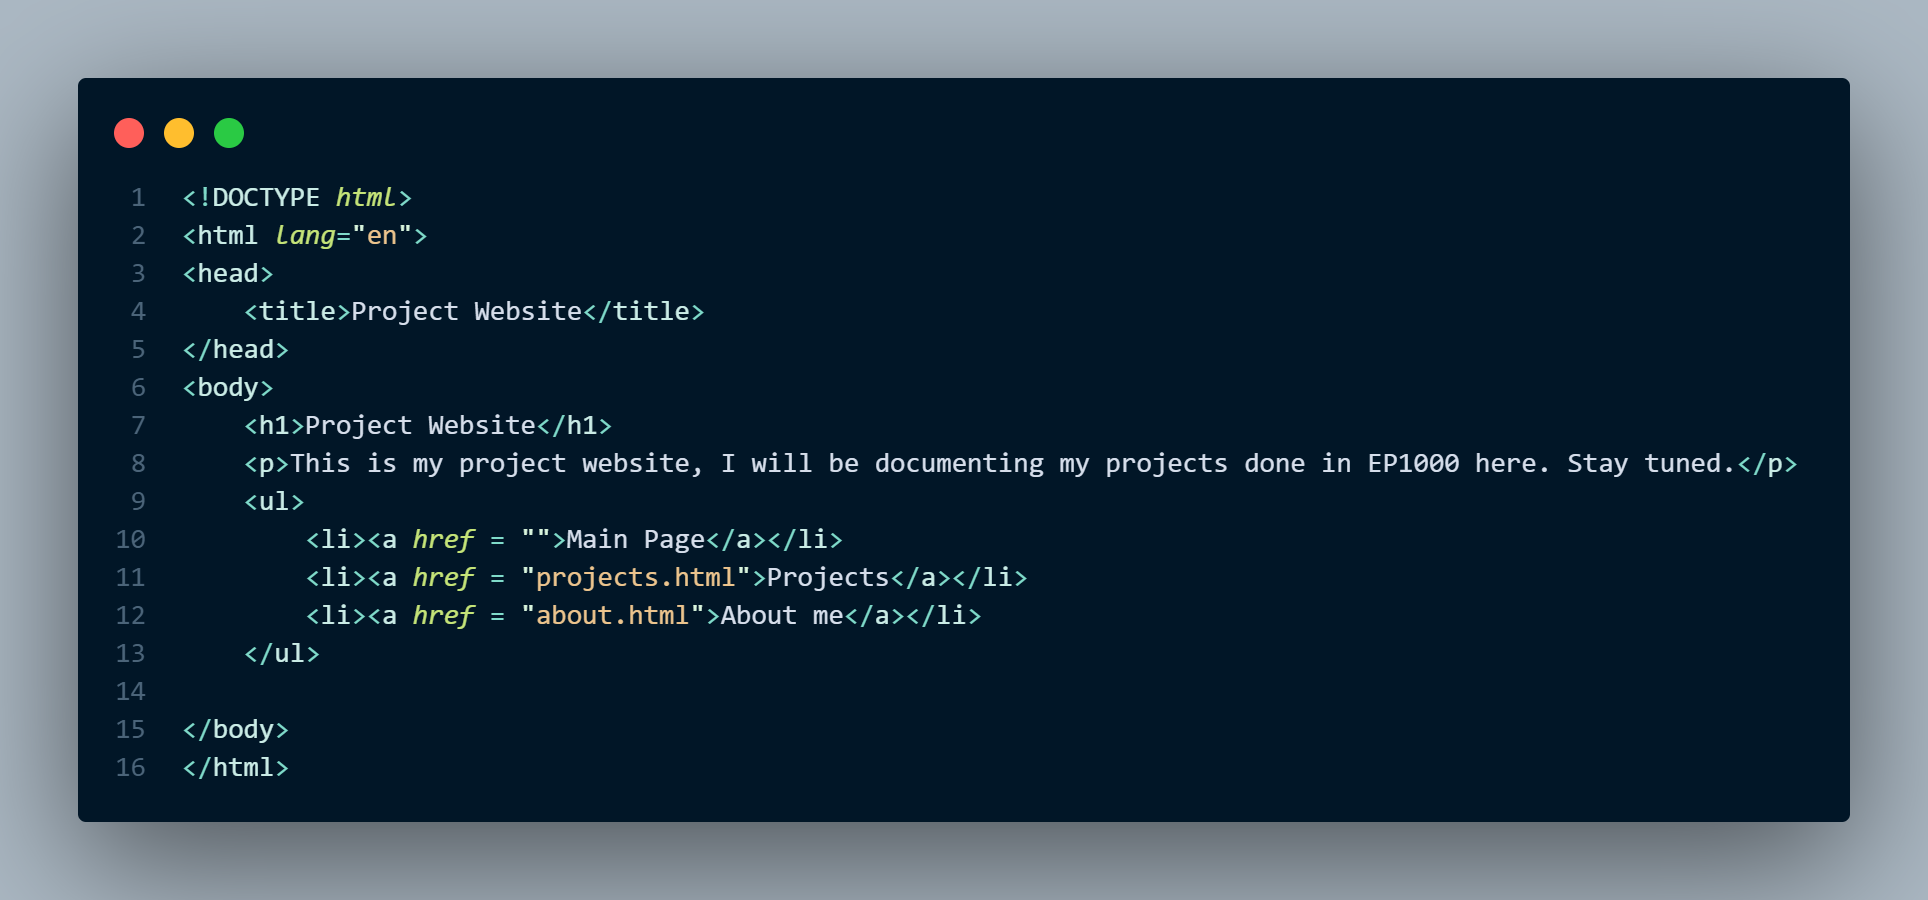 1 <!DOCTYPE html>
2 <html lang="en">
3 <head>
4     <title>Project Website</title>
5 </head>
6 <body>
7     <h1>Project Website</h1>
8     <p>This is my project website, I will be documenting my projects done in EP1000 here. Stay tuned.</p>
9     <ul>
10         <li><a href = "">Main Page</a></li>
11         <li><a href = "projects.html">Projects</a></li>
12         <li><a href = "about.html">About me</a></li>
13     </ul>
14
15 </body>
16 </html>